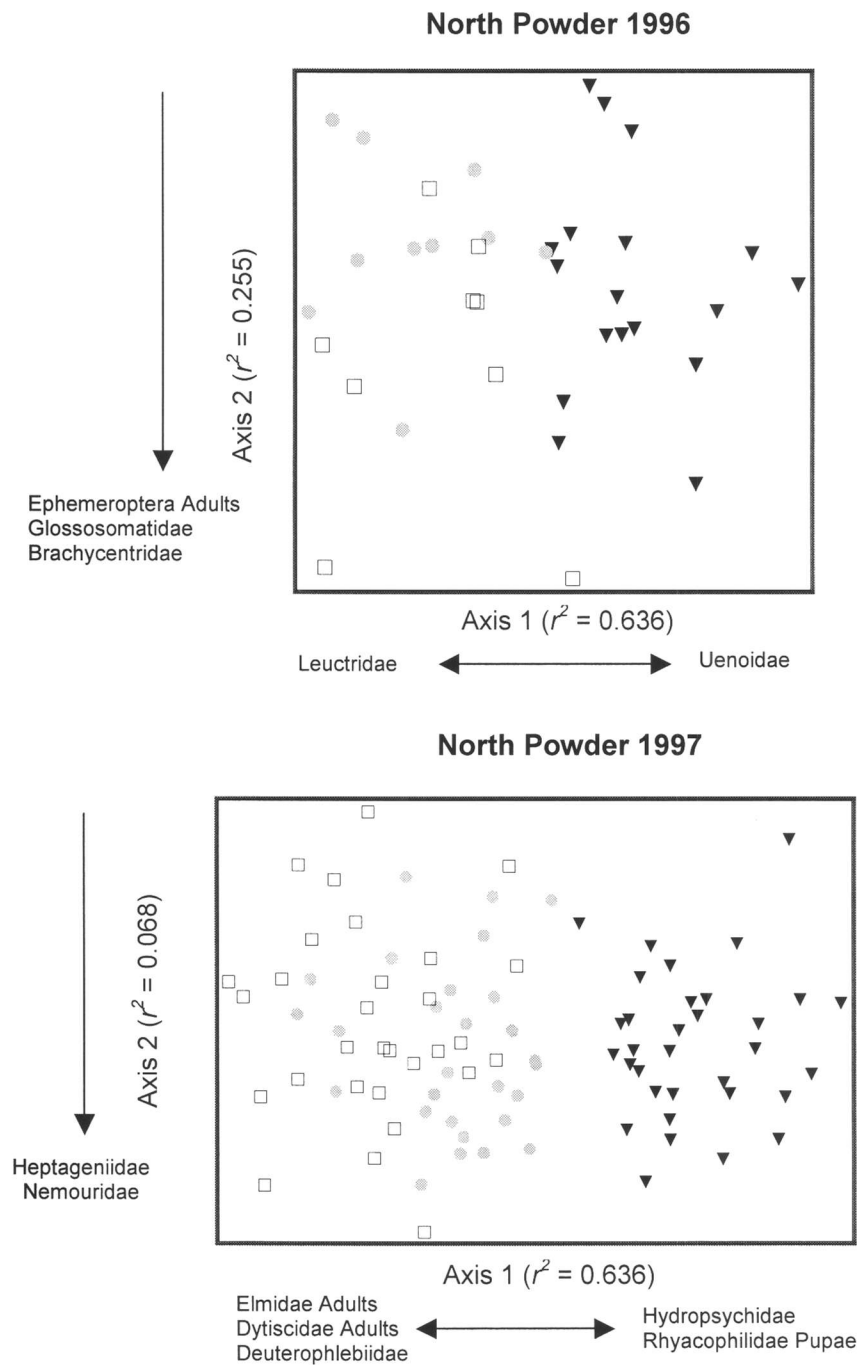 North Powder 1996
Axis 2 (r² = 0.255)
Ephemeroptera Adults
Glossosomatidae
Brachycentridae
Axis 1 (r² = 0.636)
Leuctridae
Uenoidae
North Powder 1997
Axis 2 (r² = 0.068)
Heptageniidae
Nemouridae
Axis 1 (r² = 0.636)
Elmidae Adults
Dytiscidae Adults
Deuterophlebiidae
Hydropsychidae
Rhyacophilidae Pupae